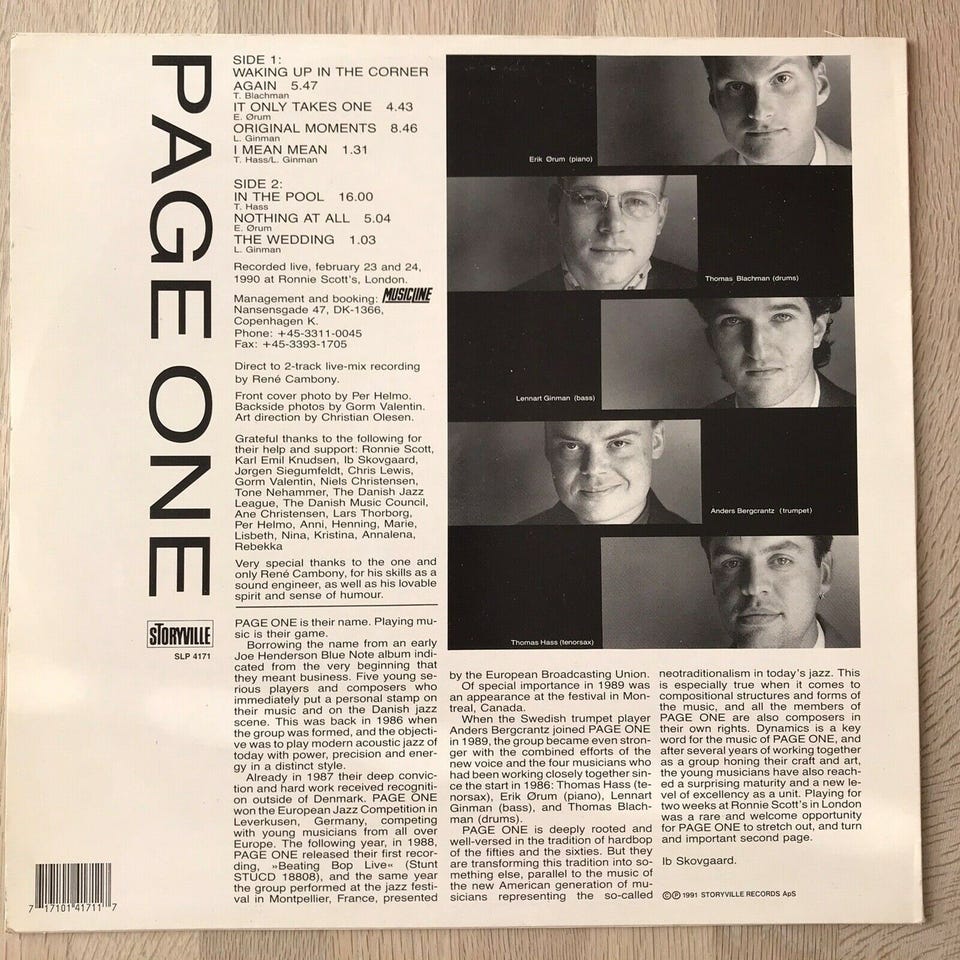 PAGE ONE
STORYVILLE
SLP 4171
7 17101 41711 7
SIDE 1:
WAKING UP IN THE CORNER
AGAIN 5.47
T. Blachman
IT ONLY TAKES ONE 4.43
E. Ørum
ORIGINAL MOMENTS 8.46
L. Ginman
I MEAN MEAN 1.31
T. Hass/L. Ginman
SIDE 2:
IN THE POOL 16.00
T. Hass
NOTHING AT ALL 5.04
E. Ørum
THE WEDDING 1.03
L. Ginman
Recorded live, february 23 and 24,
1990 at Ronnie Scott's, London.
Management and booking: MUSICLINE
Nansensgade 47, DK-1366,
Copenhagen K.
Phone: +45-3311-0045
Fax: +45-3393-1705
Direct to 2-track live-mix recording
by René Cambony.
Front cover photo by Per Helmo.
Backside photos by Gorm Valentin.
Art direction by Christian Olesen.
Grateful thanks to the following for
their help and support: Ronnie Scott,
Karl Emil Knudsen, Ib Skovgaard,
Jørgen Siegumfeldt, Chris Lewis,
Gorm Valentin, Niels Christensen,
Tone Nehammer, The Danish Jazz
League, The Danish Music Council,
Ane Christensen, Lars Thorborg,
Per Helmo, Anni, Henning, Marie,
Lisbeth, Nina, Kristina, Annalena,
Rebekka
Very special thanks to the one and
only René Cambony, for his skills as a
sound engineer, as well as his lovable
spirit and sense of humour.
Erik Ørum (piano)
Thomas Blachman (drums)
Lennart Ginman (bass)
Anders Bergcrantz (trumpet)
Thomas Hass (tenorsax)
PAGE ONE is their name. Playing mu-
sic is their game.
Borrowing the name from an early
Joe Henderson Blue Note album indi-
cated from the very beginning that
they meant business. Five young se-
rious players and composers who
immediately put a personal stamp on
their music and on the Danish jazz
scene. This was back in 1986 when
the group was formed, and the objecti-
ve was to play modern acoustic jazz of
today with power, precision and ener-
gy in a distinct style.
Already in 1987 their deep convic-
tion and hard work received recogniti-
on outside of Denmark. PAGE ONE
won the European Jazz Competition in
Leverkusen, Germany, competing
with young musicians from all over
Europe. The following year, in 1988,
PAGE ONE released their first recor-
ding, »Beating Bop Live« (Stunt
STUCD 18808), and the same year
the group performed at the jazz festi-
val in Montpellier, France, presented
by the European Broadcasting Union.
Of special importance in 1989 was
an appearance at the festival in Mon-
treal, Canada.
When the Swedish trumpet player
Anders Bergcrantz joined PAGE ONE
in 1989, the group became even stron-
ger with the combined efforts of the
new voice and the four musicians who
had been working closely together sin-
ce the start in 1986: Thomas Hass (te-
norsax), Erik Ørum (piano), Lennart
Ginman (bass), and Thomas Blach-
man (drums).
PAGE ONE is deeply rooted and
well-versed in the tradition of hardbop
of the fifties and the sixties. But they
are transforming this tradition into so-
mething else, parallel to the music of
the new American generation of mu-
sicians representing the so-called
neotraditionalism in today's jazz. This
is especially true when it comes to
compositional structures and forms of
the music, and all the members of
PAGE ONE are also composers in
their own rights. Dynamics is a key
word for the music of PAGE ONE, and
after several years of working together
as a group honing their craft and art,
the young musicians have also reach-
ed a surprising maturity and a new le-
vel of excellency as a unit. Playing for
two weeks at Ronnie Scott's in London
was a rare and welcome opportunity
for PAGE ONE to stretch out, and turn
and important second page.
Ib Skovgaard.
©℗ 1991 STORYVILLE RECORDS ApS